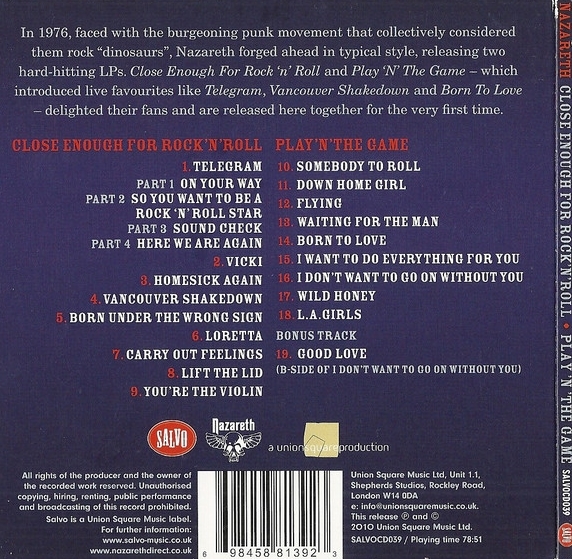 In 1976, faced with the burgeoning punk movement that collectively considered
them rock “dinosaurs”, Nazareth forged ahead in typical style, releasing two
hard-hitting LPs. Close Enough For Rock ‘n’ Roll and Play ‘N’ The Game – which
introduced live favourites like Telegram, Vancouver Shakedown and Born To Love
– delighted their fans and are released here together for the very first time.
CLOSE ENOUGH FOR ROCK'N'ROLL
1. TELEGRAM
PART 1 ON YOUR WAY
PART 2 SO YOU WANT TO BE A
ROCK 'N' ROLL STAR
PART 3 SOUND CHECK
PART 4 HERE WE ARE AGAIN
2. VICKI
3. HOMESICK AGAIN
4. VANCOUVER SHAKEDOWN
5. BORN UNDER THE WRONG SIGN
6. LORETTA
7. CARRY OUT FEELINGS
8. LIFT THE LID
9. YOU'RE THE VIOLIN
PLAY'N'THE GAME
10. SOMEBODY TO ROLL
11. DOWN HOME GIRL
12. FLYING
13. WAITING FOR THE MAN
14. BORN TO LOVE
15. I WANT TO DO EVERYTHING FOR YOU
16. I DON'T WANT TO GO ON WITHOUT YOU
17. WILD HONEY
18. L.A.GIRLS
BONUS TRACK
19. GOOD LOVE
(B-SIDE OF I DON'T WANT TO GO ON WITHOUT YOU)
SALVO
Nazareth
a unionsquareproduction
All rights of the producer and the owner of
the recorded work reserved. Unauthorised
copying, hiring, renting, public performance
and broadcasting of this record prohibited.
Salvo is a Union Square Music label.
For further information:
www.salvo-music.co.uk
www.nazarethdirect.co.uk
6 98458 81392 3
Union Square Music Ltd, Unit 1.1,
Shepherds Studios, Rockley Road,
London W14 0DA
e: info@unionsquaremusic.co.uk.
This release ℗ and ©
2010 Union Square Music Ltd.
SALVOCD039 / Playing time 78:51
NAZARETH CLOSE ENOUGH FOR ROCK'N'ROLL • PLAY'N'THE GAME SALVOCD039 SALVO